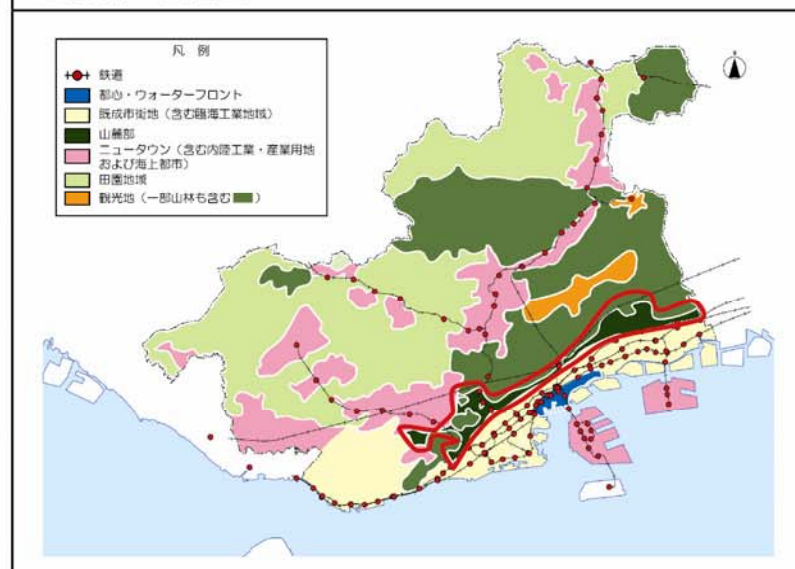 凡　例
鉄道
都心・ウォーターフロント
既成市街地（含む臨海工業地域）
山麓部
ニュータウン（含む内陸工業・産業用地
および海上都市）
田園地域
観光地（一部山林も含む　）